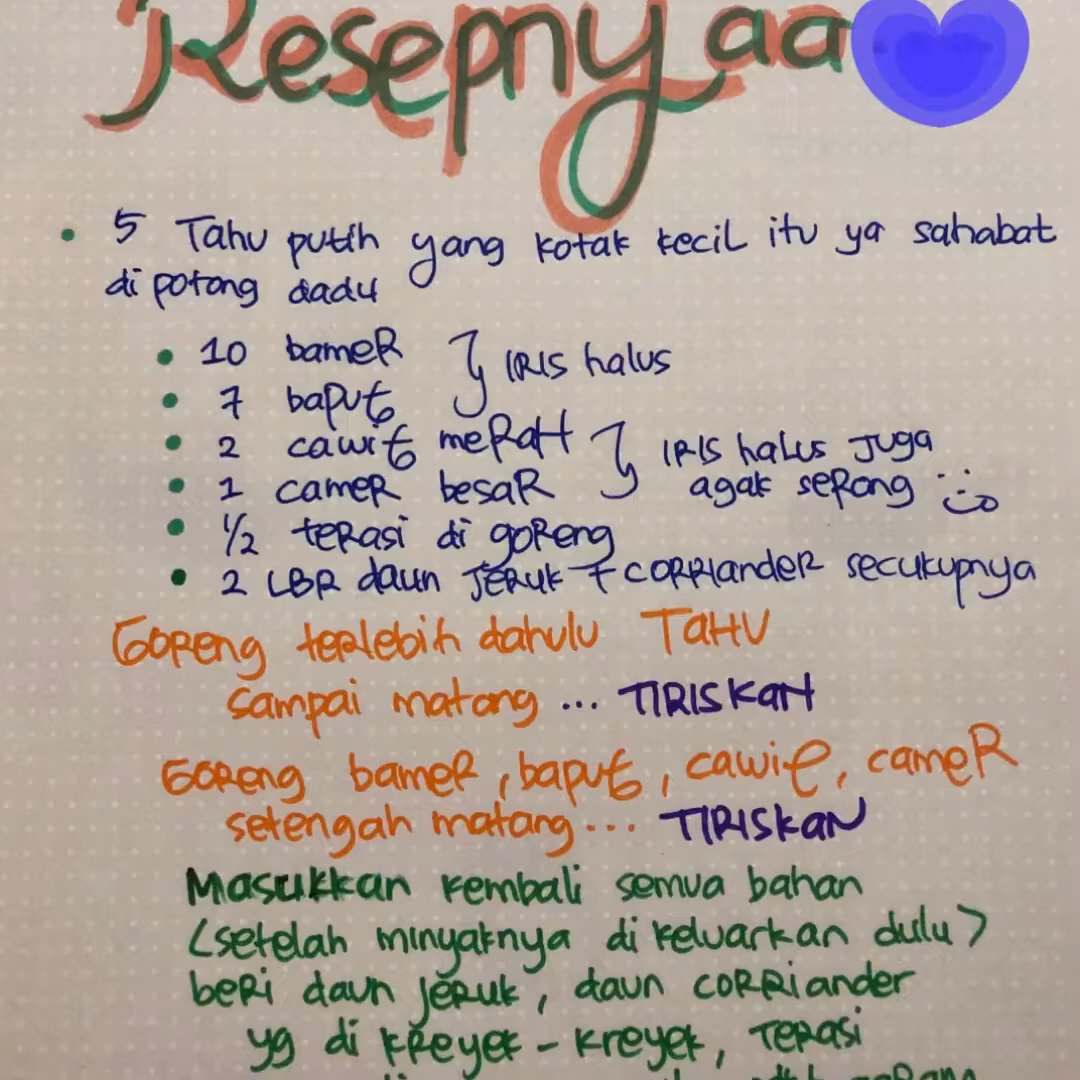 Resepnyaa
• 5 Tahu putih yang kotak kecil itu ya sahabat
di potong dadu
• 10 bameR } IRIS halus
• 7 baput
• 2 cawit meRaH } IRIS halus Juga
• 1 cameR besaR agak seRong
• 1/2 teRasi di goReng
• 2 LBR daun JeRuk + CORRIandeR secukupnya
GoReng teRlebih dahulu TAHU
sampai matang ... TIRISKaN
GoReng bameR, baput, cawit, cameR
setengah matang... TIRISkaN
Masukkan kembali semua bahan
(setelah minyaknya di keluarkan dulu)
beRi daun JeRuk, daun CORRiander
yg di kReyek - kreyek, TeRasi